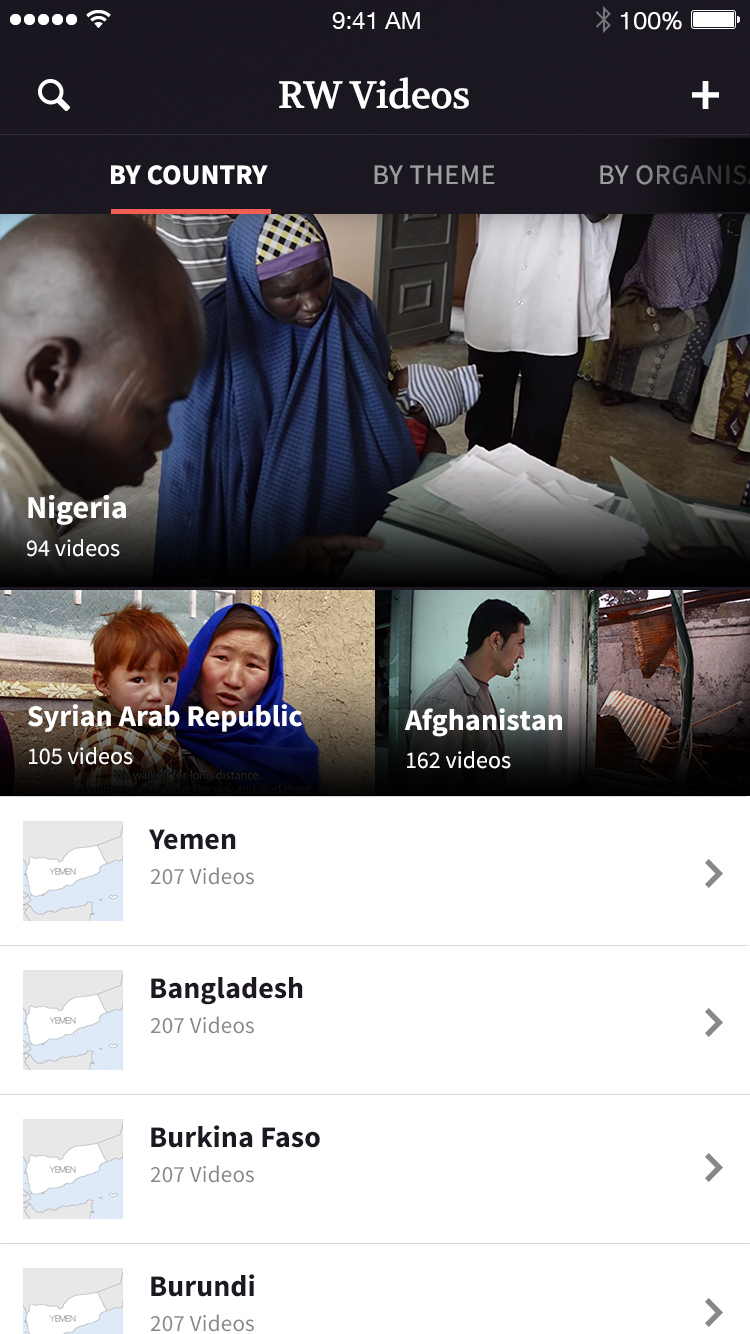 9:41 AM
100%
RW Videos
BY COUNTRY
BY THEME
BY ORGANIS
Nigeria
94 videos
Syrian Arab Republic
105 videos
We walked for long distance.
Afghanistan
162 videos
Yemen
207 Videos
YEMEN
Bangladesh
207 Videos
YEMEN
Burkina Faso
207 Videos
YEMEN
Burundi
207 Videos
YEMEN